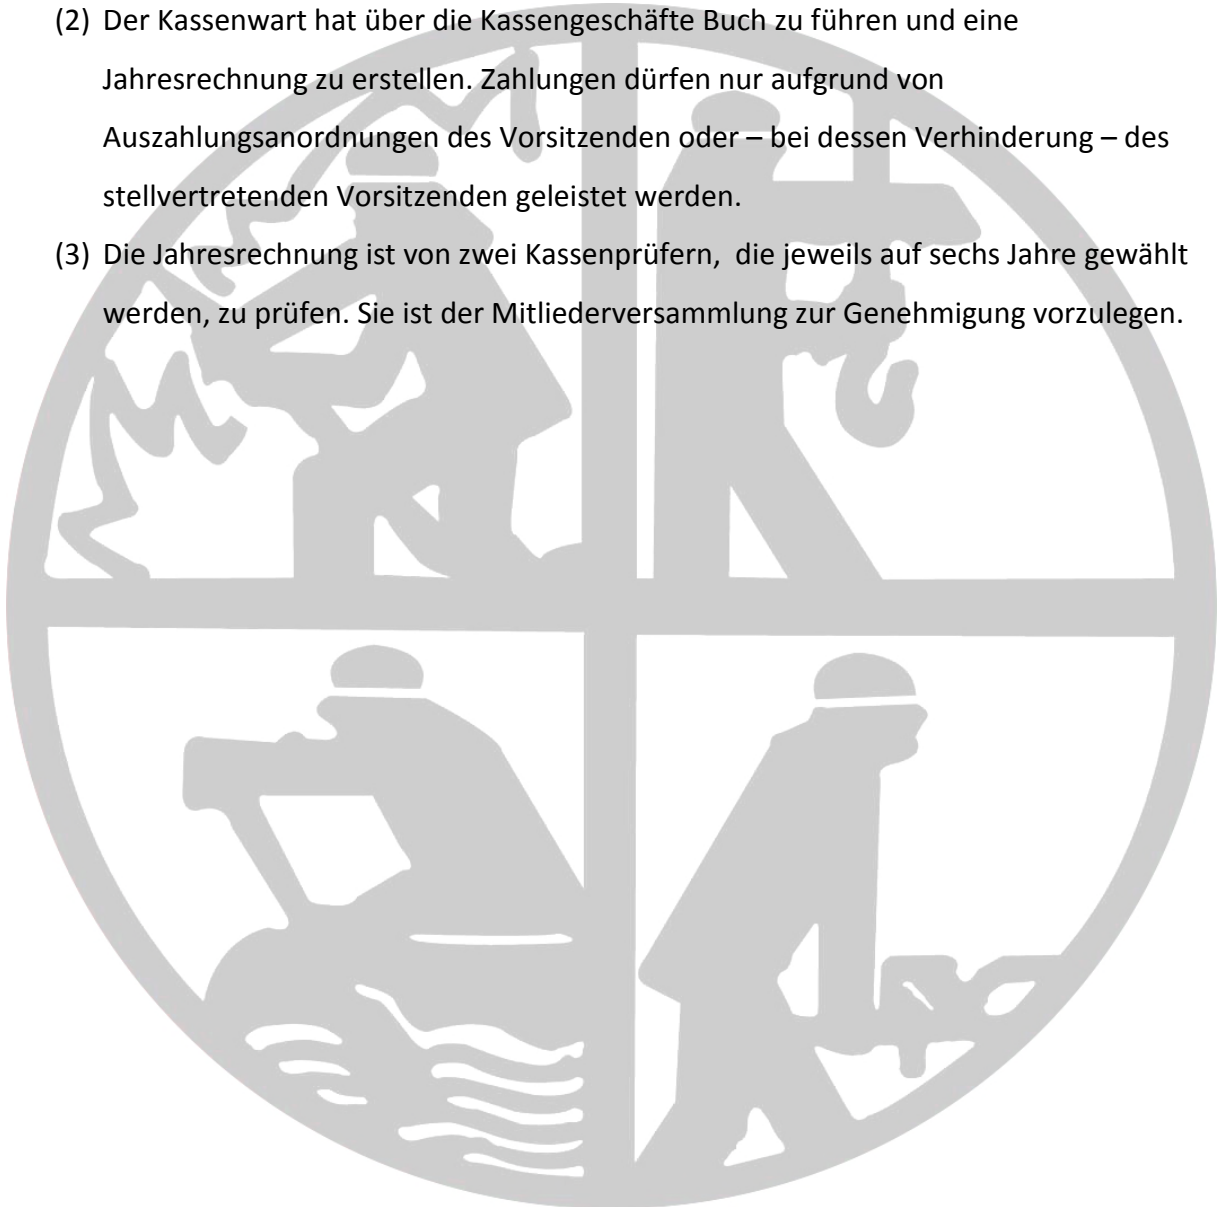 (2) Der Kassenwart hat über die Kassengeschäfte Buch zu führen und eine
Jahresrechnung zu erstellen. Zahlungen dürfen nur aufgrund von
Auszahlungsanordnungen des Vorsitzenden oder – bei dessen Verhinderung – des
stellvertretenden Vorsitzenden geleistet werden.
(3) Die Jahresrechnung ist von zwei Kassenprüfern,  die jeweils auf sechs Jahre gewählt
werden, zu prüfen. Sie ist der Mitliederversammlung zur Genehmigung vorzulegen.